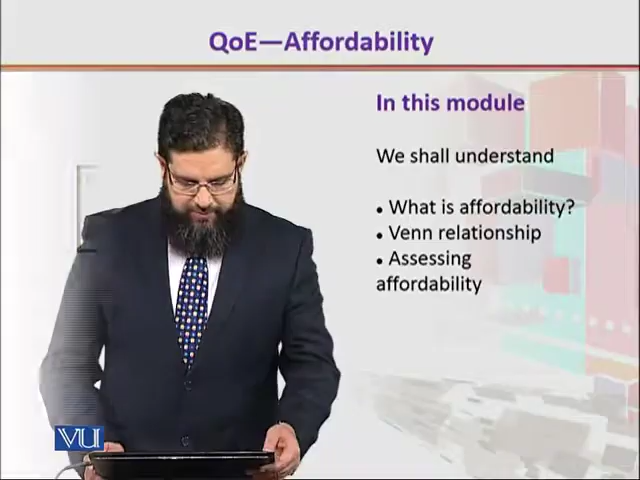 QoE—Affordability
In this module
We shall understand
• What is affordability?
• Venn relationship
• Assessing
affordability
VU